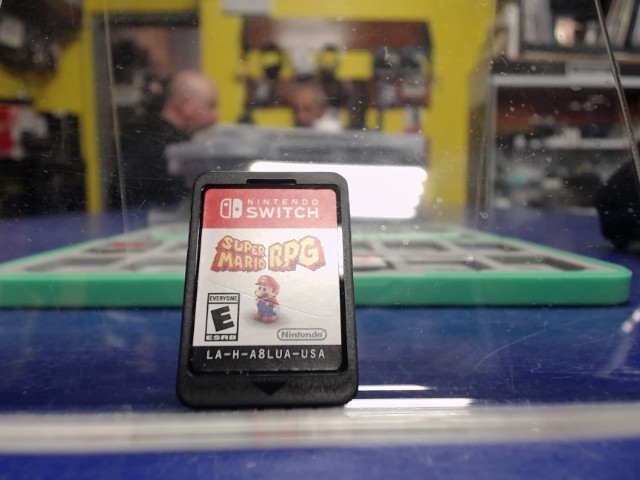 NINTENDO
SWITCH
SUPER
MARIO RPG
EVERYONE
E
ESRB
Nintendo
LA-H-A8LUA-USA